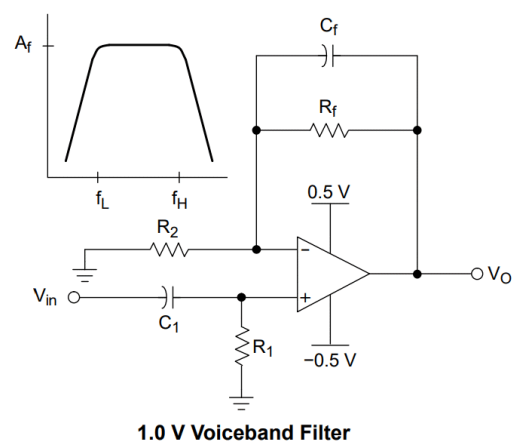 Af
fL
fH
Cf
Rf
0.5 V
R2
Vin
C1
R1
−
+
VO
−0.5 V
1.0 V Voiceband Filter